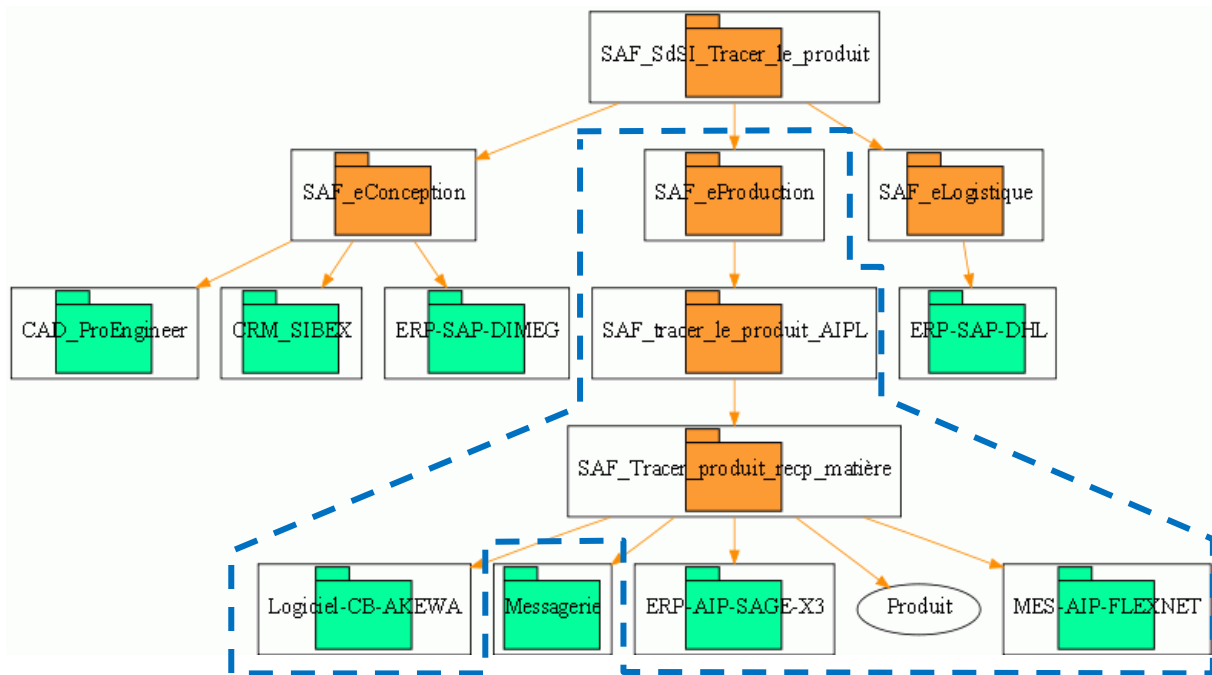 SAF_SdSI_Tracer_le_produit
SAF_eConception
SAF_eProduction
SAF_eLogistique
CAD_ProEngineer
CRM_SIBEX
ERP-SAP-DIMEG
SAF_tracer_le_produit_AIPL
ERP-SAP-DHL
SAF_Tracer_produit_recp_matière
Logiciel-CB-AKEWA
Messagerie
ERP-AIP-SAGE-X3
Produit
MES-AIP-FLEXNET